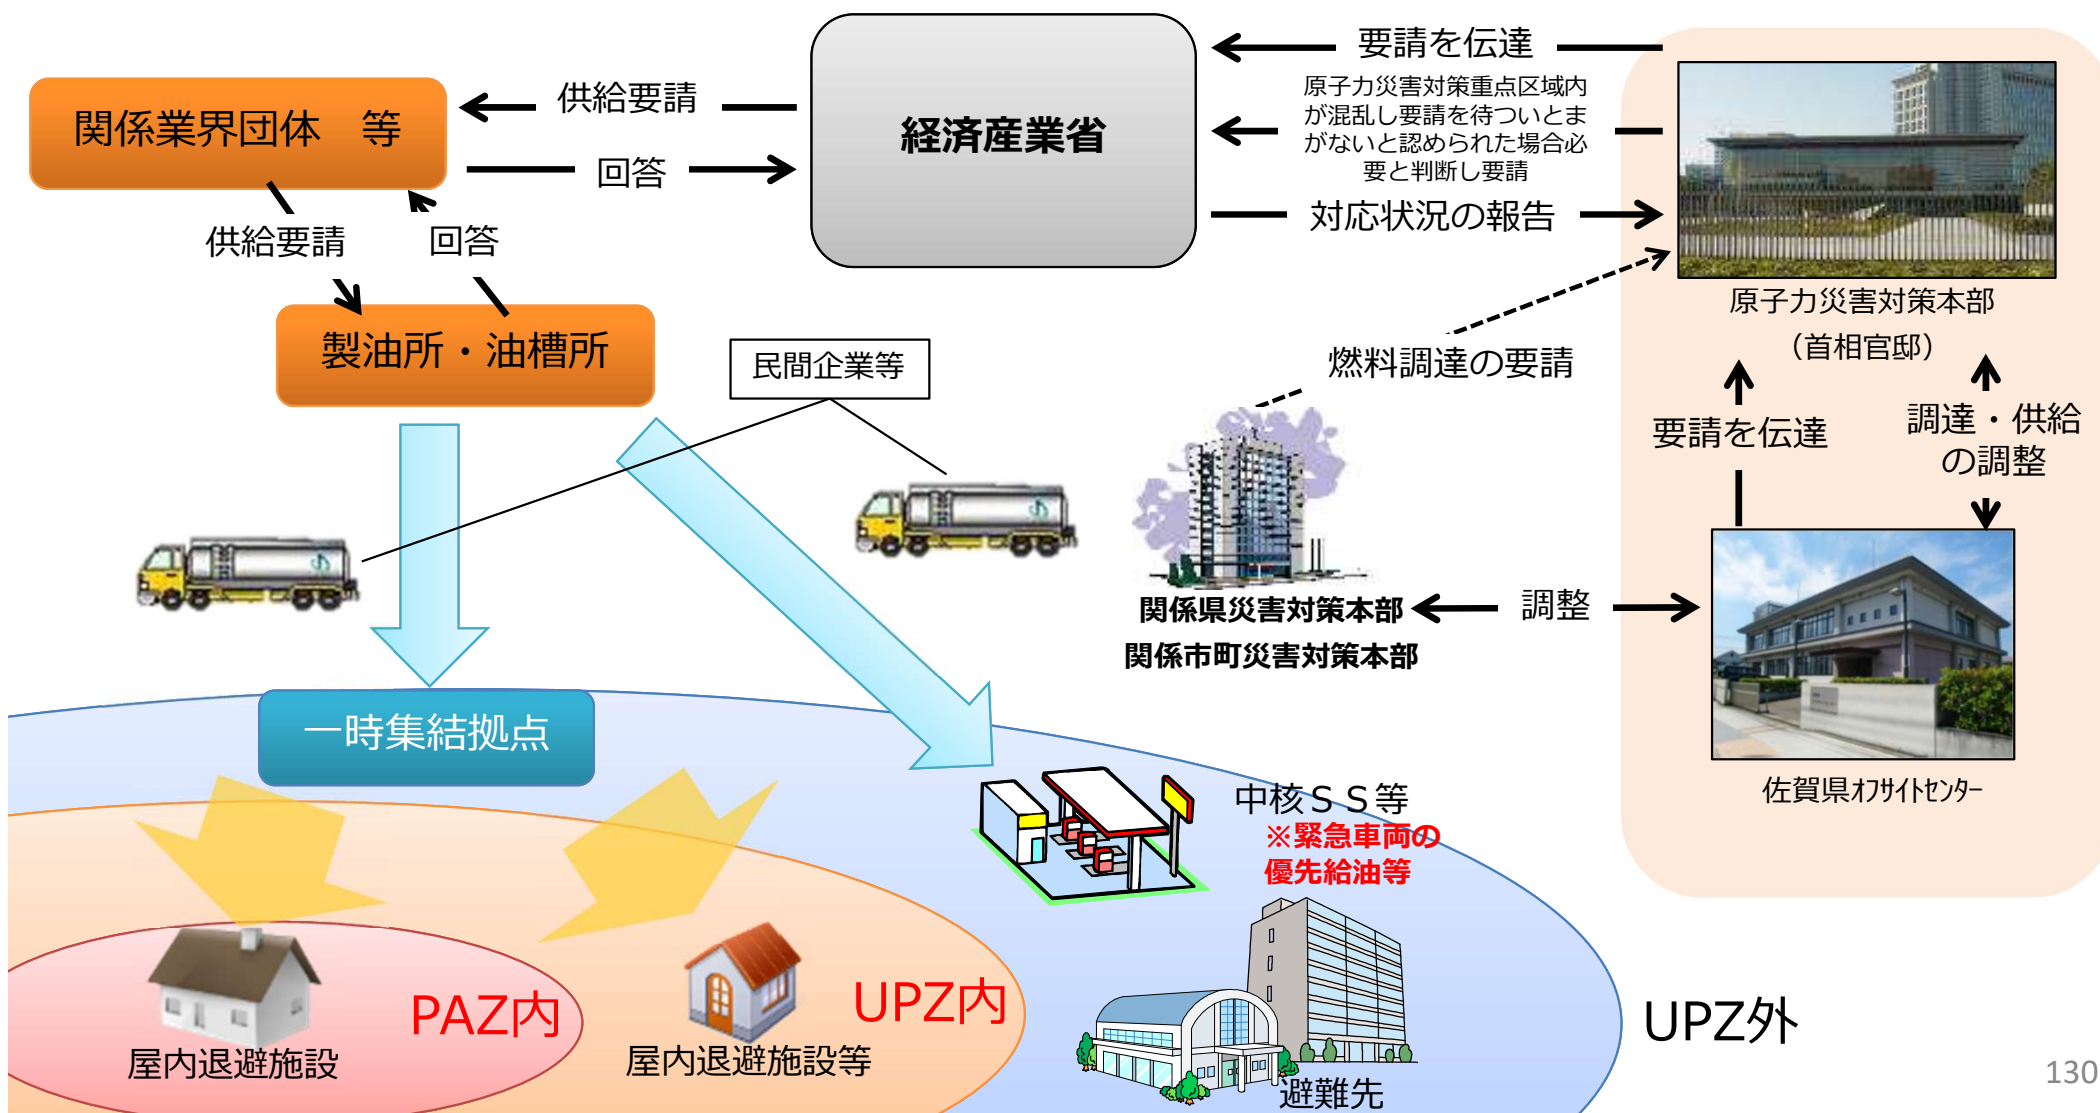 要請を伝達
原子力災害対策重点区域内
が混乱し要請を待ついとま
がないと認められた場合必
要と判断し要請
対応状況の報告
供給要請
回答
関係業界団体　等
経済産業省
供給要請
回答
製油所・油槽所
民間企業等
燃料調達の要請
原子力災害対策本部
（首相官邸）
要請を伝達
調達・供給
の調整
関係県災害対策本部
関係市町災害対策本部
調整
佐賀県ｵﾌｻｲﾄｾﾝﾀｰ
一時集結拠点
中核ＳＳ等
※緊急車両の
優先給油等
PAZ内
屋内退避施設
UPZ内
屋内退避施設等
避難先
UPZ外
130